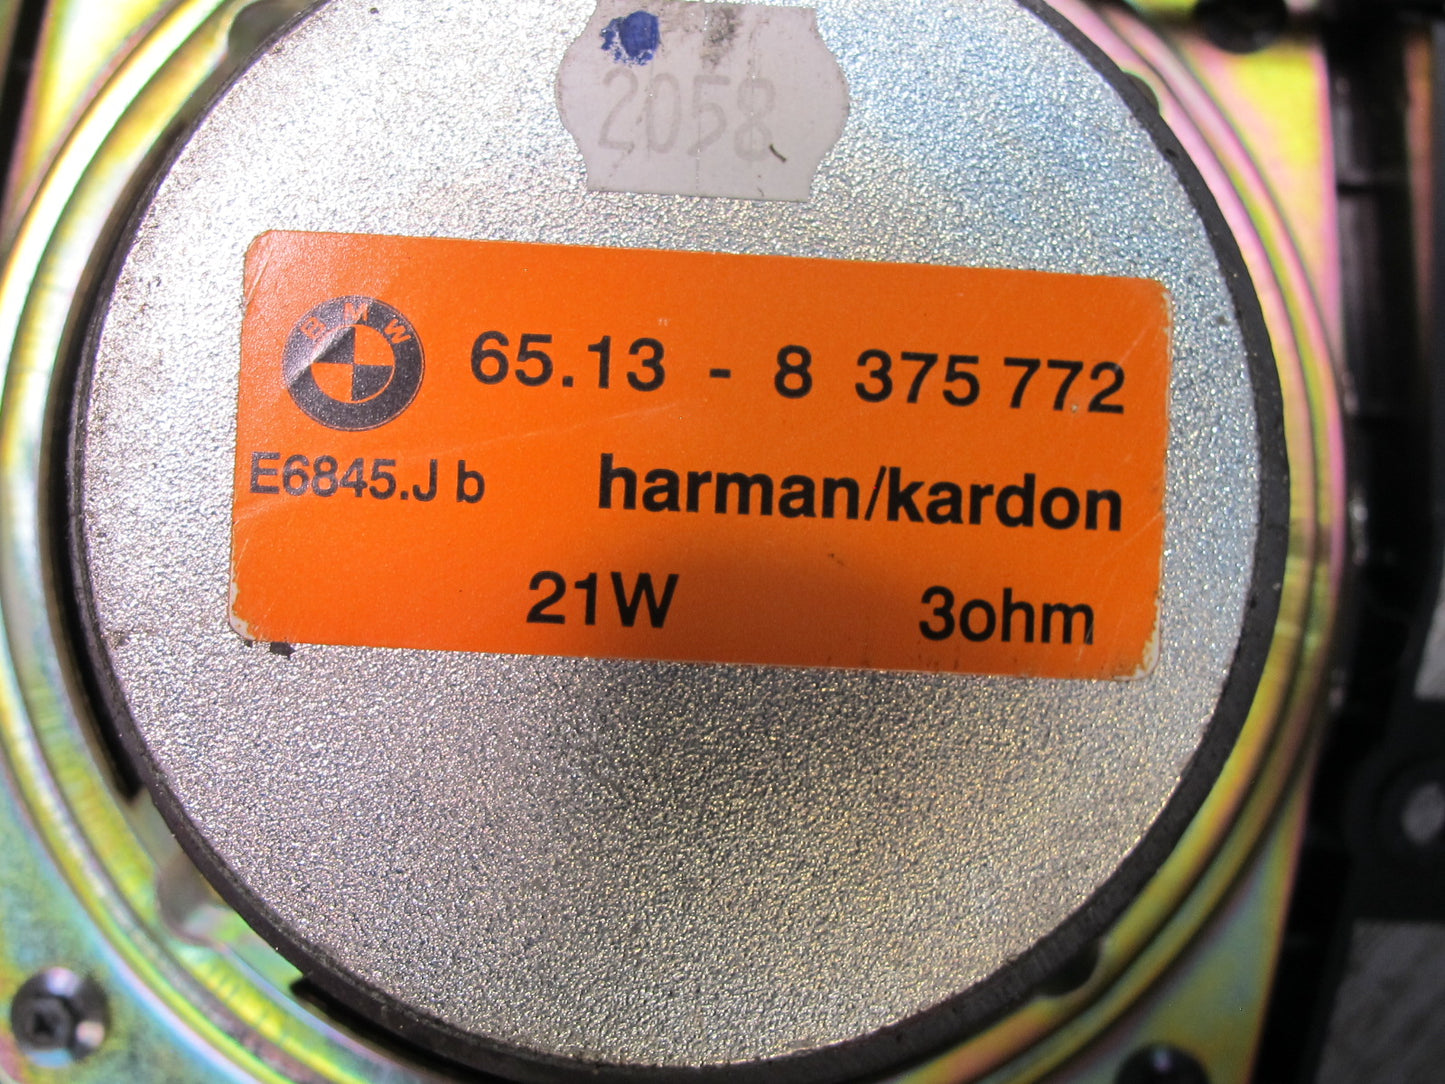 2058
BMW
65.13 - 8 375 772
E6845.J b
harman/kardon
21W 3ohm